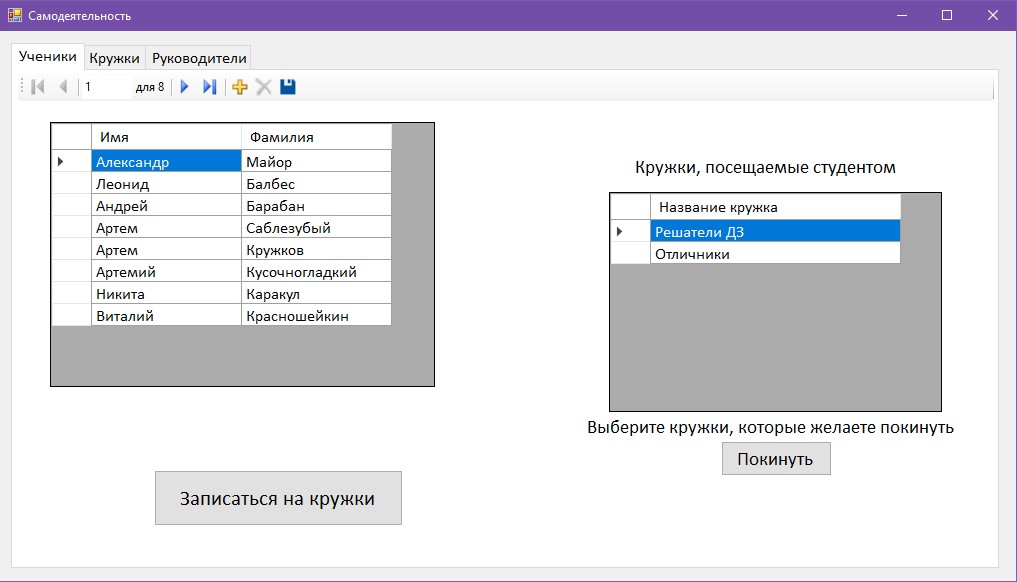 Самодеятельность
Ученики Кружки Руководители
1 для 8
Имя Фамилия
Александр Майор
Леонид Балбес
Андрей Барабан
Артем Саблезубый
Артем Кружков
Артемий Кусочногладкий
Никита Каракул
Виталий Красношейкин
Записаться на кружки
Кружки, посещаемые студентом
Название кружка
Решатели ДЗ
Отличники
Выберите кружки, которые желаете покинуть
Покинуть